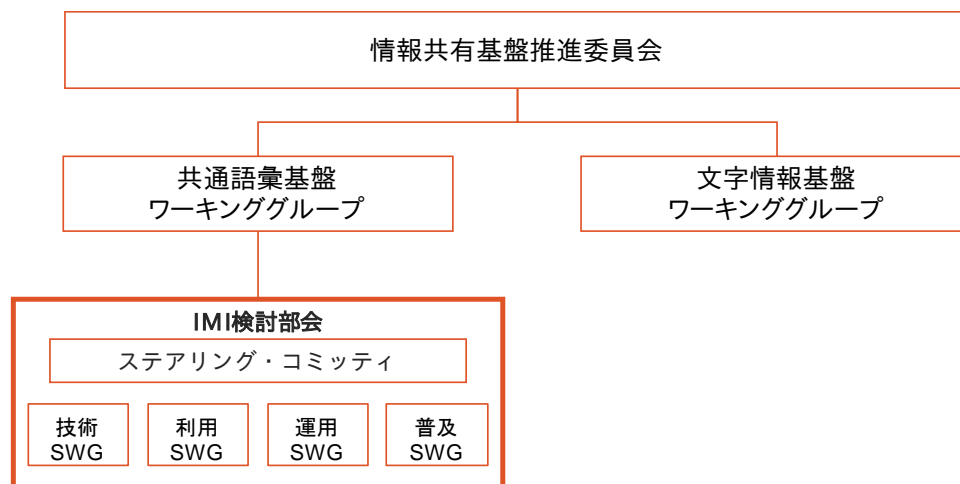 情報共有基盤推進委員会
共通語彙基盤
ワーキンググループ
文字情報基盤
ワーキンググループ
IMI検討部会
ステアリング・コミッティ
技術
SWG
利用
SWG
運用
SWG
普及
SWG